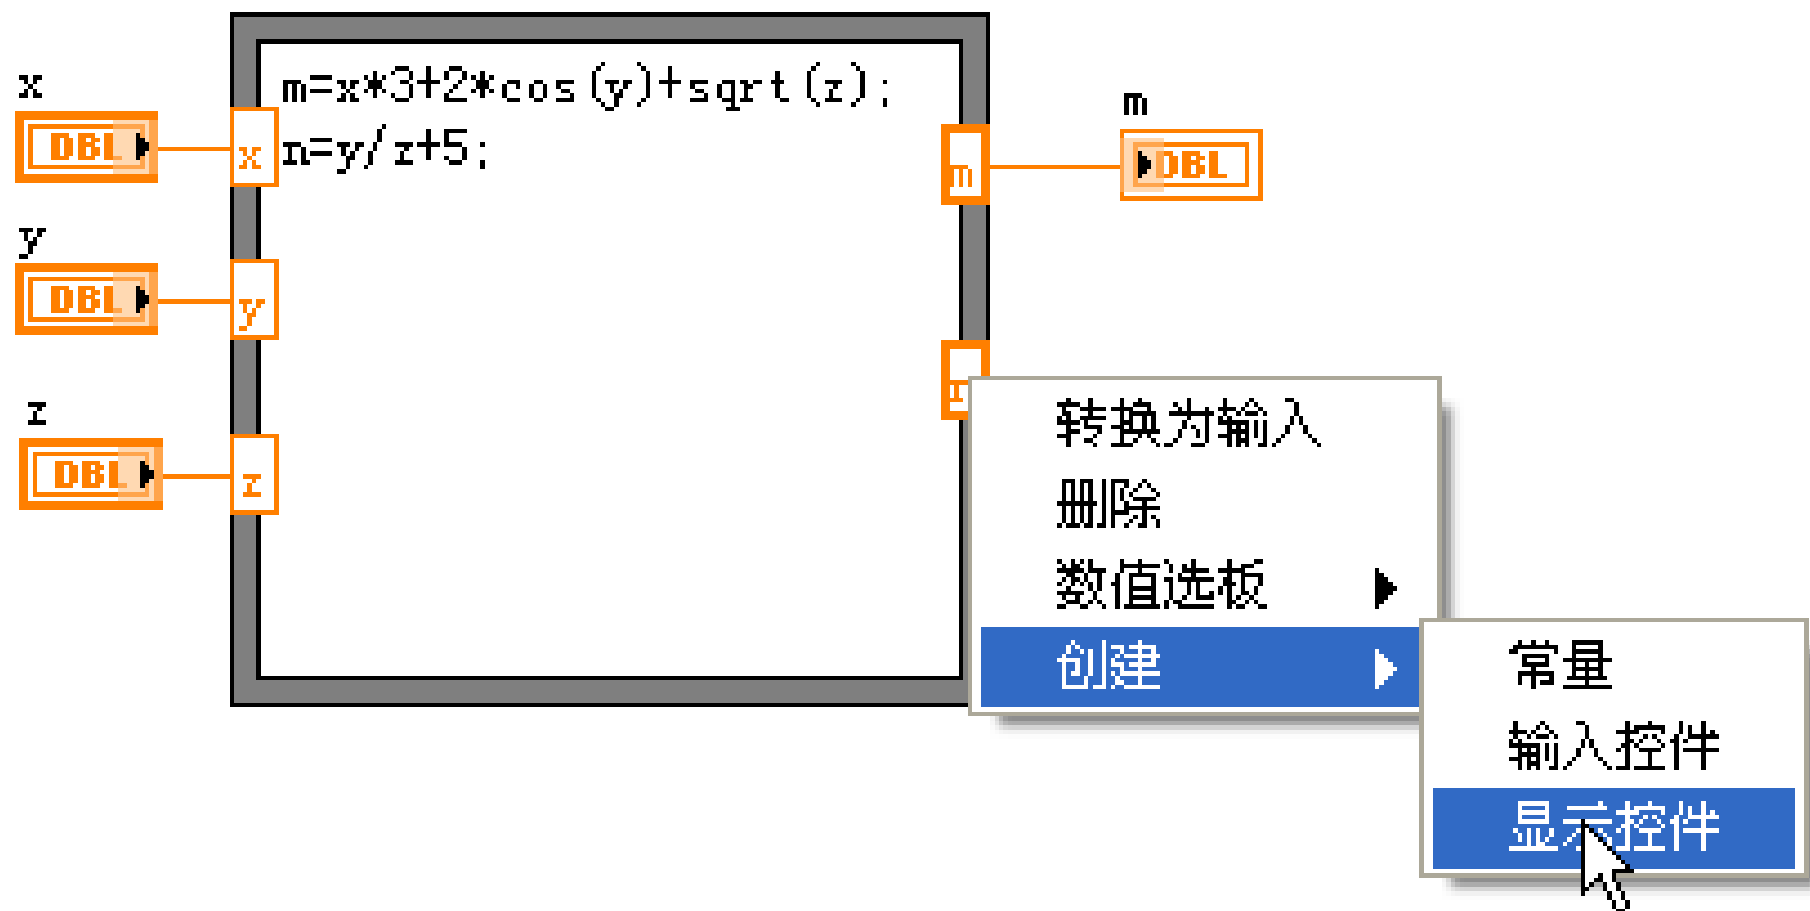 x
DBL
x
m=x*3+2*cos(y)+sqrt(z);
n=y/z+5;
m
m
DBL
y
DBL
y
z
DBL
z
转换为输入
删除
数值选板
创建
常量
输入控件
显示控件